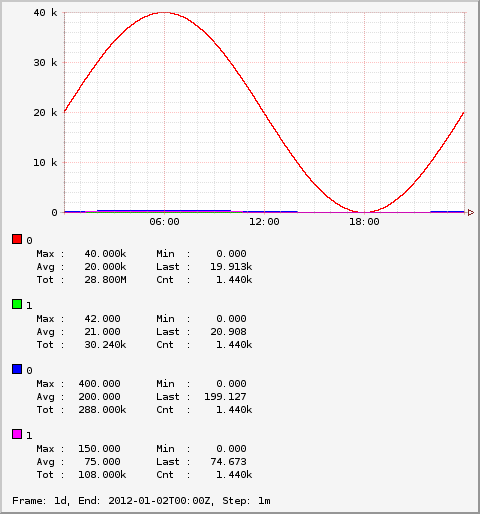 40 k
30 k
20 k
10 k
0
06:00 12:00 18:00
0
Max : 40.000k Min : 0.000
Avg : 20.000k Last : 19.913k
Tot : 28.800M Cnt : 1.440k
1
Max : 42.000 Min : 0.000
Avg : 21.000 Last : 20.908
Tot : 30.240k Cnt : 1.440k
0
Max : 400.000 Min : 0.000
Avg : 200.000 Last : 199.127
Tot : 288.000k Cnt : 1.440k
1
Max : 150.000 Min : 0.000
Avg : 75.000 Last : 74.673
Tot : 108.000k Cnt : 1.440k
Frame: 1d, End: 2012-01-02T00:00Z, Step: 1m